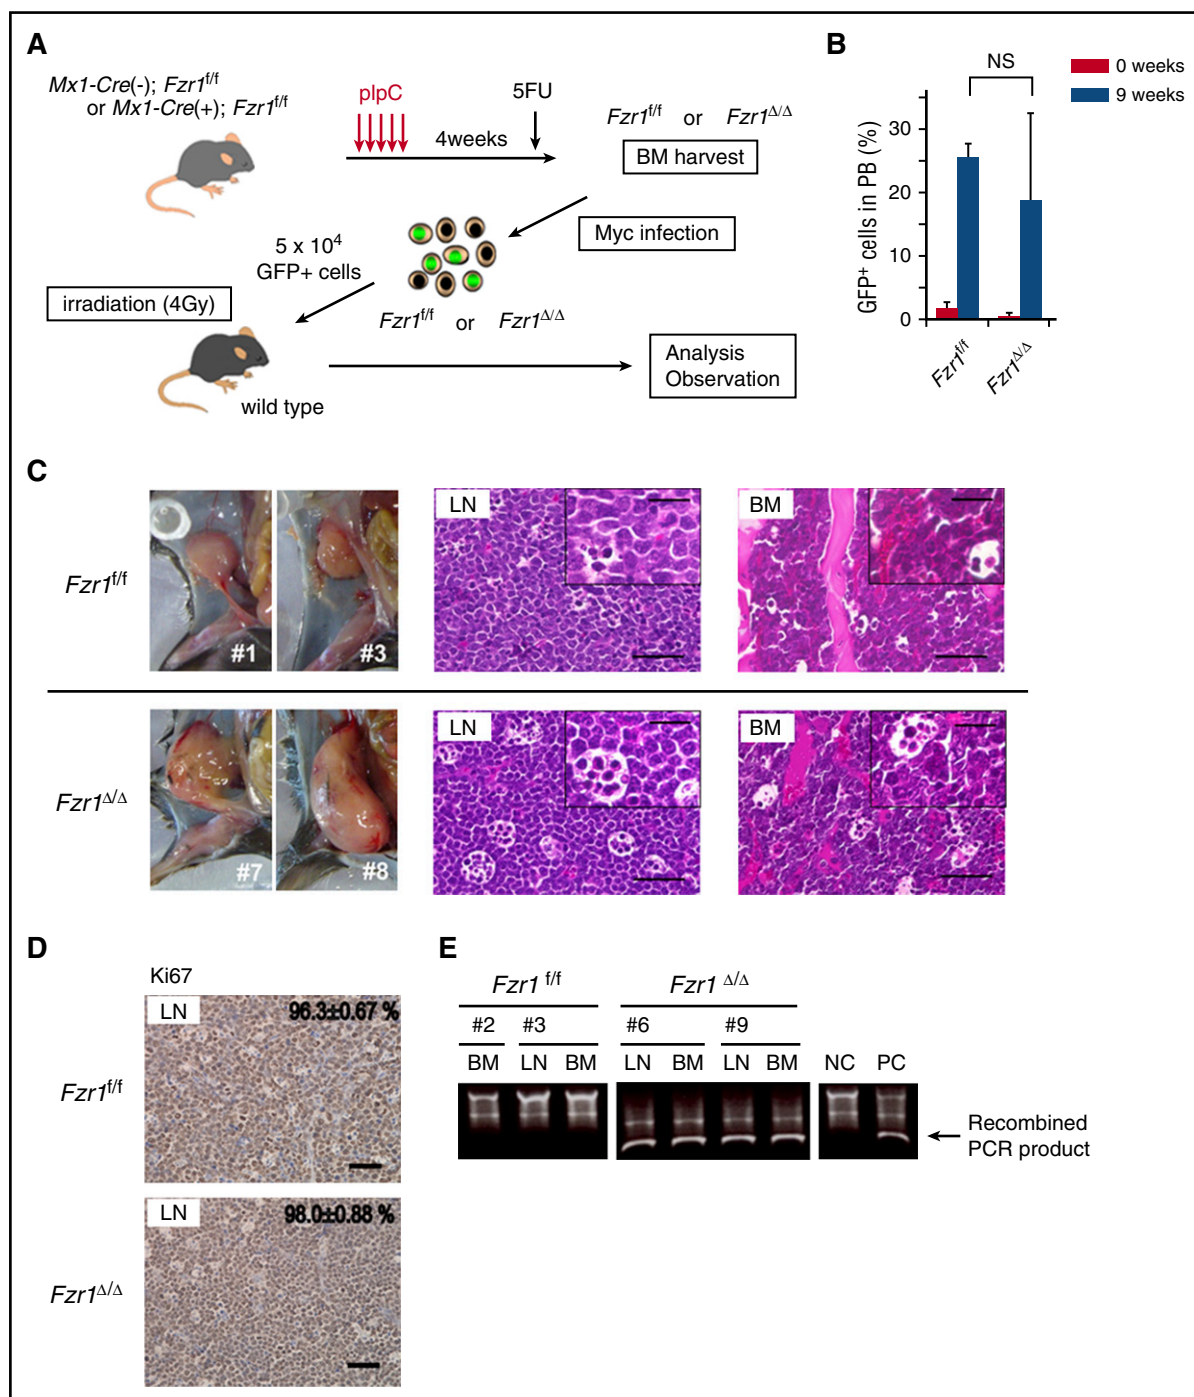 A
Mx1-Cre(-); Fzr1f/f
or Mx1-Cre(+); Fzr1f/f
pIpC
4weeks
5FU
Fzr1f/f or Fzr1Δ/Δ
BM harvest
Myc infection
5 x 10⁴
GFP+ cells
irradiation (4Gy)
Fzr1f/f or Fzr1Δ/Δ
wild type
Analysis
Observation
B
NS
0 weeks
9 weeks
GFP⁺ cells in PB (%)
30
20
10
0
Fzr1f/f
Fzr1Δ/Δ
C
Fzr1f/f
#1
#3
LN
BM
Fzr1Δ/Δ
#7
#8
LN
BM
D
Ki67
Fzr1f/f
LN
96.3±0.67 %
Fzr1Δ/Δ
LN
98.0±0.88 %
E
Fzr1 f/f
Fzr1 Δ/Δ
#2 #3 #6 #9
BM LN BM LN BM LN BM NC PC
Recombined
PCR product